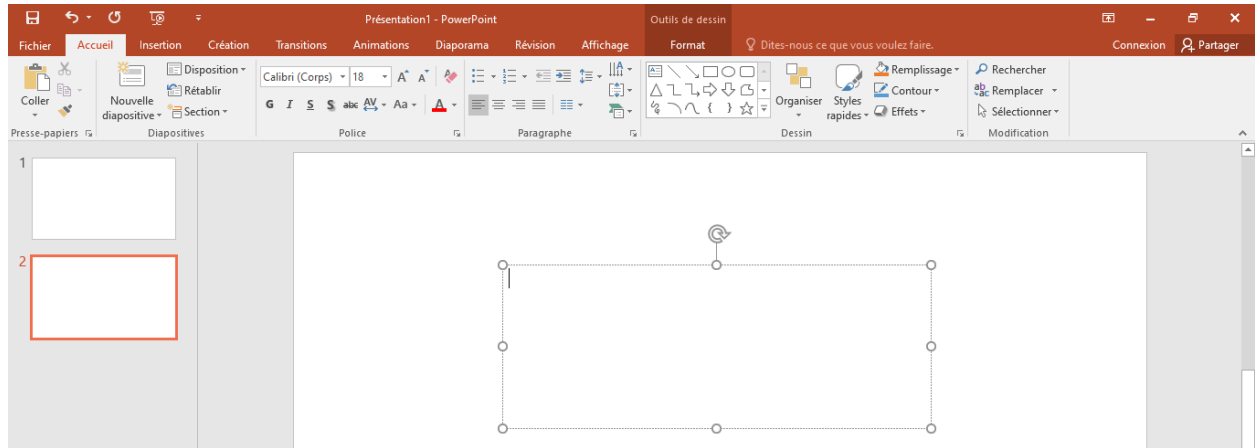 Présentation1 - PowerPoint
Outils de dessin
Fichier Accueil Insertion Création Transitions Animations Diaporama Révision Affichage Format Dites-nous ce que vous voulez faire. Connexion Partager
Coller
Presse-papiers
Nouvelle
diapositive
Disposition
Rétablir
Section
Diapositives
Calibri (Corps) 18 A A
G I S S abc AV Aa A
Police
Paragraphe
Organiser
Styles
rapides
Remplissage
Contour
Effets
Dessin
Rechercher
Remplacer
Sélectionner
Modification
1
2